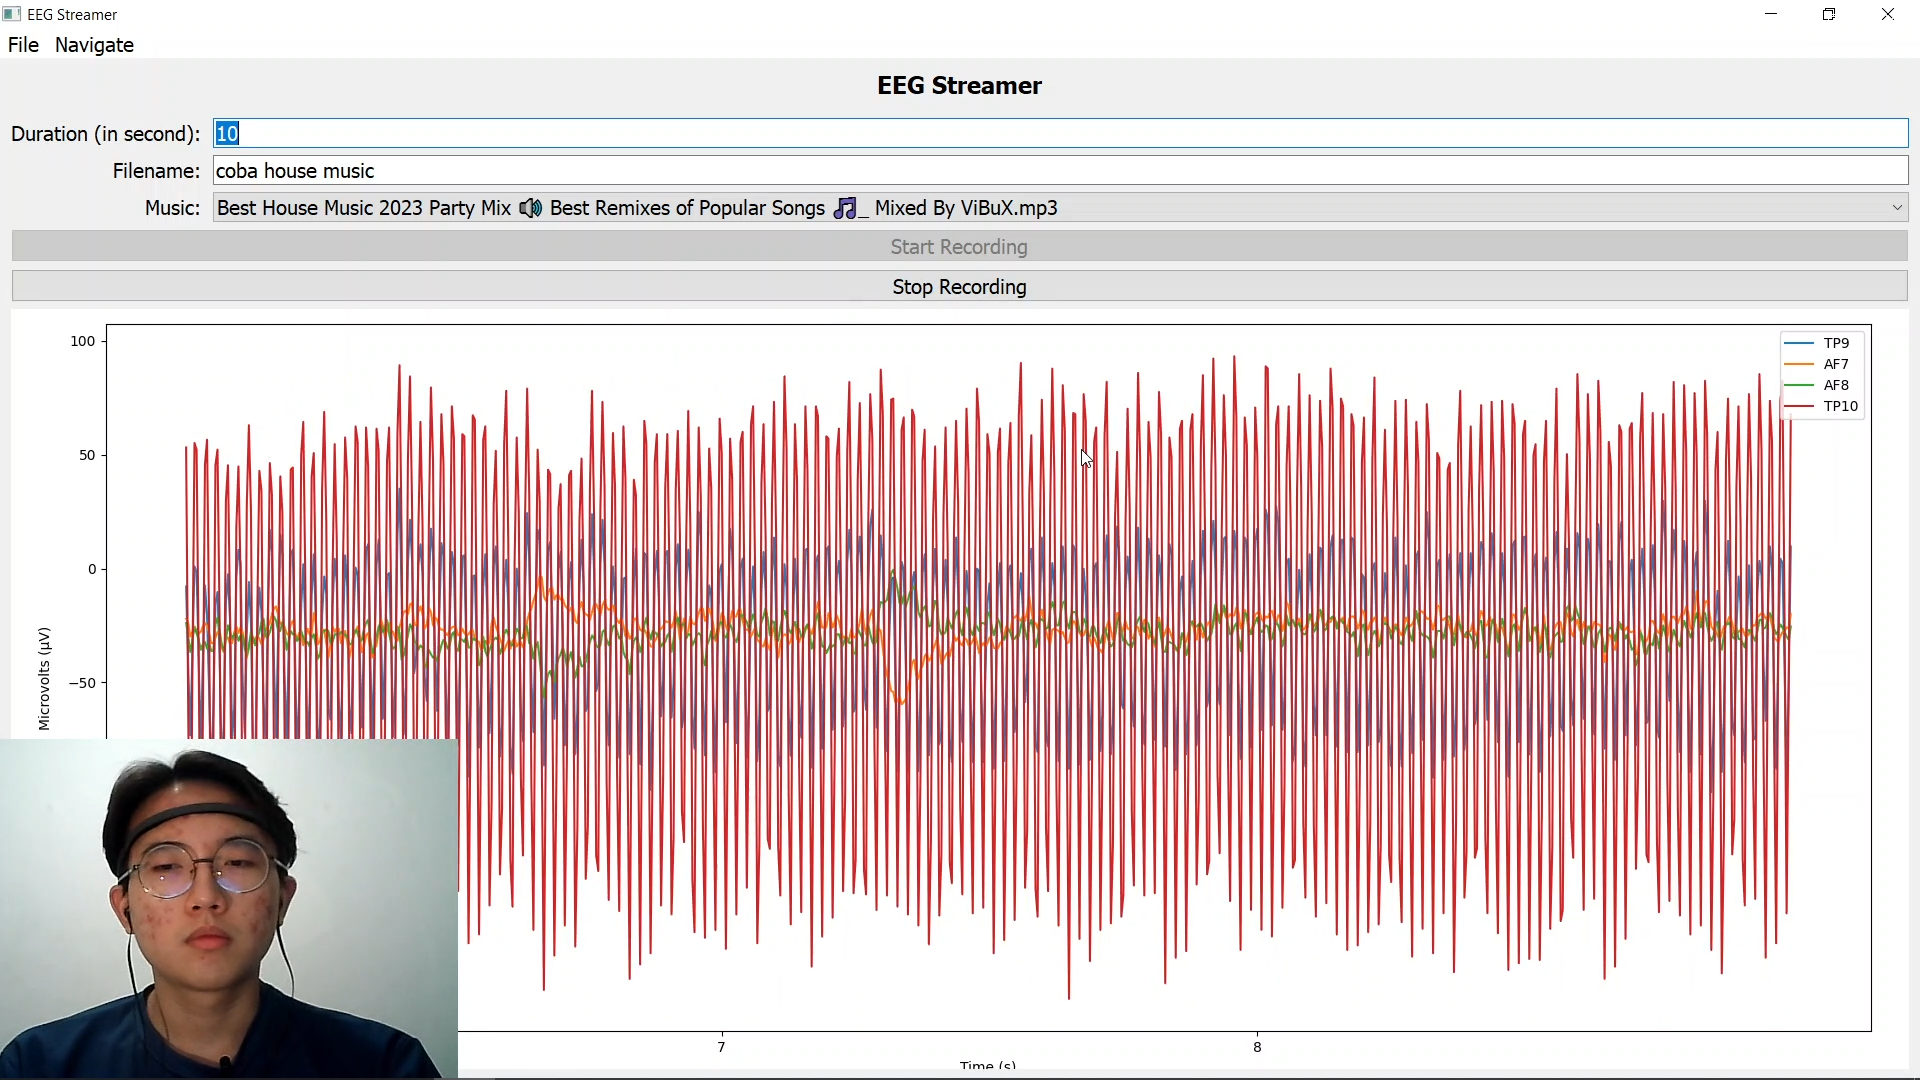 EEG Streamer
File Navigate
EEG Streamer
Duration (in second): 10
Filename: coba house music
Music: Best House Music 2023 Party Mix 🔊 Best Remixes of Popular Songs 🎵_ Mixed By ViBuX.mp3
Start Recording
Stop Recording
TP9
AF7
AF8
TP10
100
50
0
−50
Microvolts (µV)
7 8
Time (s)